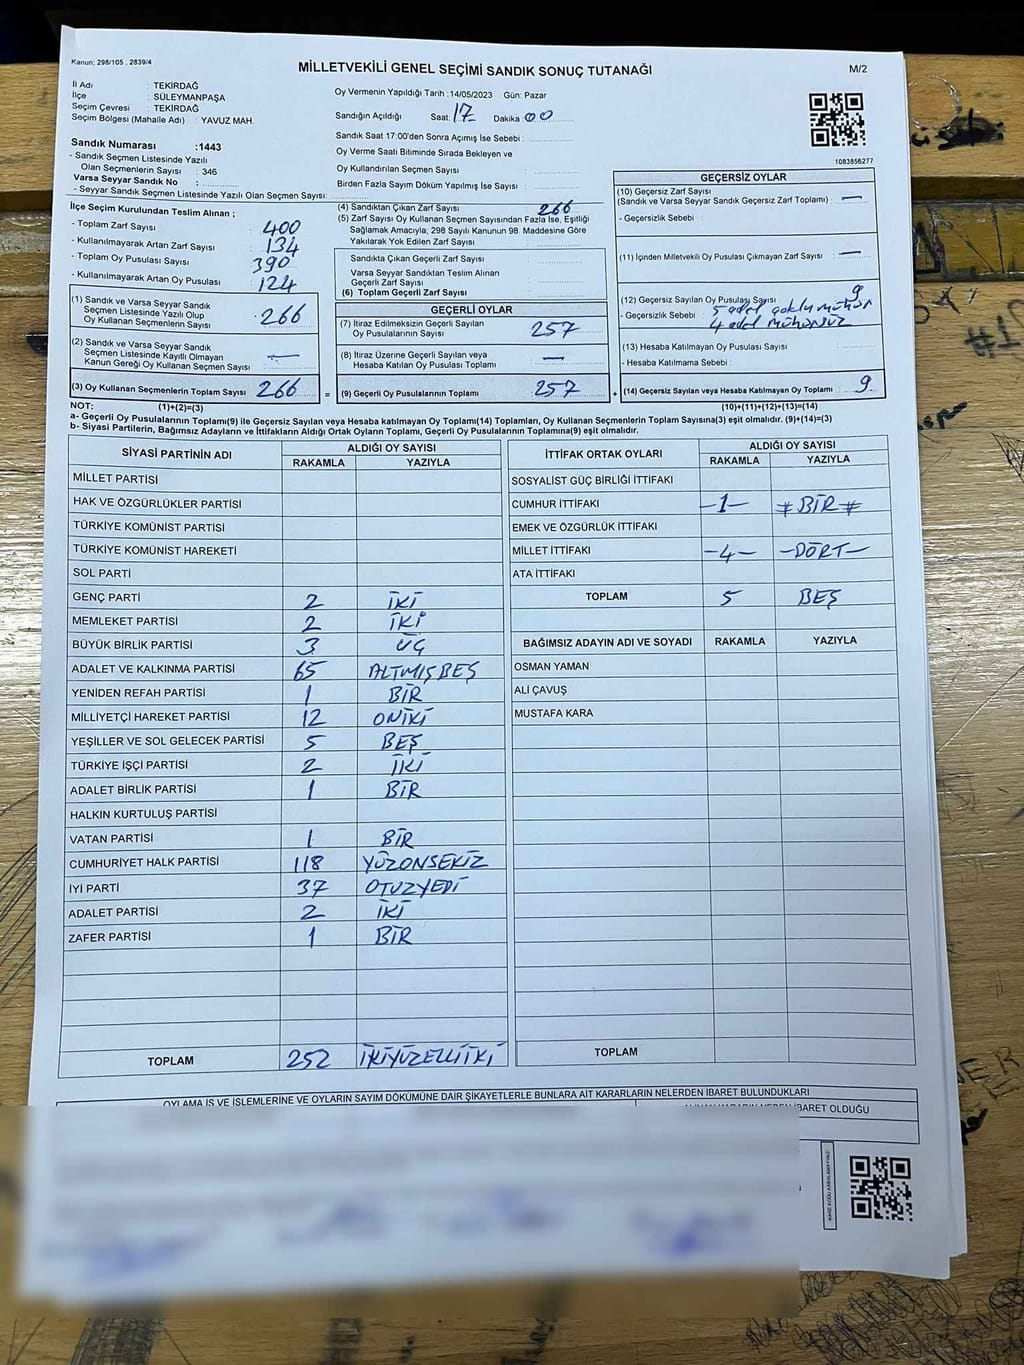 Kanun; 298/105 , 2839/4
MİLLETVEKİLİ GENEL SEÇİMİ SANDIK SONUÇ TUTANAĞI
M/2
İl Adı : TEKİRDAĞ
İlçe : SÜLEYMANPAŞA
Seçim Çevresi : TEKİRDAĞ
Seçim Bölgesi (Mahalle Adı) : YAVUZ MAH.
Sandık Numarası :1443
- Sandık Seçmen Listesinde Yazılı
Olan Seçmenlerin Sayısı : 346
Varsa Seyyar Sandık No :
- Seyyar Sandık Seçmen Listesinde Yazılı Olan Seçmen Sayısı:
Oy Vermenin Yapıldığı Tarih :14/05/2023 Gün: Pazar
Sandığın Açıldığı Saat: 17 Dakika: 00
Sandık Saat 17:00'den Sonra Açımış İse Sebebi :
Oy Verme Saati Bitiminde Sırada Bekleyen ve
Oy Kullandırılan Seçmen Sayısı
Birden Fazla Sayım Döküm Yapılmış İse Sayısı :
1083856277
İlçe Seçim Kurulundan Teslim Alınan ;
- Toplam Zarf Sayısı : 400
- Kullanılmayarak Artan Zarf Sayısı : 134
- Toplam Oy Pusulası Sayısı : 390
- Kullanılmayarak Artan Oy Pusulası : 124
(1) Sandık ve Varsa Seyyar Sandık
Seçmen Listesinde Yazılı Olup
Oy Kullanan Seçmenlerin Sayısı : 266
(2) Sandık ve Varsa Seyyar Sandık
Seçmen Listesinde Kayıtlı Olmayan
Kanun Gereği Oy Kullanan Seçmen Sayısı : —
(3) Oy Kullanan Seçmenlerin Toplam Sayısı 266
(4) Sandıktan Çıkan Zarf Sayısı 266
(5) Zarf Sayısı Oy Kullanan Seçmen Sayısından Fazla İse, Eşitliği
Sağlamak Amacıyla; 298 Sayılı Kanunun 98. Maddesine Göre
Yakılarak Yok Edilen Zarf Sayısı
Sandıkta Çıkan Geçerli Zarf Sayısı
Varsa Seyyar Sandıktan Teslim Alınan
Geçerli Zarf Sayısı
(6) Toplam Geçerli Zarf Sayısı
GEÇERLİ OYLAR
(7) İtiraz Edilmeksizin Geçerli Sayılan
Oy Pusulalarının Sayısı 257
(8) İtiraz Üzerine Geçerli Sayılan veya
Hesaba Katılan Oy Pusulası Toplamı —
(9) Geçerli Oy Pusulalarının Toplamı 257
GEÇERSİZ OYLAR
(10) Geçersiz Zarf Sayısı
(Sandık ve Varsa Seyyar Sandık Geçersiz Zarf Toplamı) : —
- Geçersizlik Sebebi :
(11) İçinden Milletvekili Oy Pusulası Çıkmayan Zarf Sayısı : —
(12) Geçersiz Sayılan Oy Pusulası Sayısı 9
- Geçersizlik Sebebi : 5 adet çoklu mühür
4 adet mühürsüz
(13) Hesaba Katılmayan Oy Pusulası Sayısı
- Hesaba Katılmama Sebebi :
(14) Geçersiz Sayılan veya Hesaba Katılmayan Oy Toplamı 9
NOT: (1)+(2)=(3) (10)+(11)+(12)+(13)=(14)
a- Geçerli Oy Pusulalarının Toplamı(9) ile Geçersiz Sayılan veya Hesaba katılmayan Oy Toplamı(14) Toplamları, Oy Kullanan Seçmenlerin Toplam Sayısına(3) eşit olmalıdır. (9)+(14)=(3)
b- Siyasi Partilerin, Bağımsız Adayların ve İttifakların Aldığı Ortak Oyların Toplamı, Geçerli Oy Pusulalarının Toplamına(9) eşit olmalıdır.
SİYASİ PARTİNİN ADI ALDIĞI OY SAYISI
RAKAMLA YAZIYLA
MİLLET PARTİSİ
HAK VE ÖZGÜRLÜKLER PARTİSİ
TÜRKİYE KOMÜNİST PARTİSİ
TÜRKİYE KOMÜNİST HAREKETİ
SOL PARTİ
GENÇ PARTİ 2 İKİ
MEMLEKET PARTİSİ 2 İKİ
BÜYÜK BİRLİK PARTİSİ 3 ÜÇ
ADALET VE KALKINMA PARTİSİ 65 ALTMIŞBEŞ
YENİDEN REFAH PARTİSİ 1 BİR
MİLLİYETÇİ HAREKET PARTİSİ 12 ONİKİ
YEŞİLLER VE SOL GELECEK PARTİSİ 5 BEŞ
TÜRKİYE İŞÇİ PARTİSİ 2 İKİ
ADALET BİRLİK PARTİSİ 1 BİR
HALKIN KURTULUŞ PARTİSİ
VATAN PARTİSİ 1 BİR
CUMHURİYET HALK PARTİSİ 118 YÜZONSEKİZ
İYİ PARTİ 37 OTUZYEDİ
ADALET PARTİSİ 2 İKİ
ZAFER PARTİSİ 1 BİR
TOPLAM 252 İKİYÜZELLİİKİ
İTTİFAK ORTAK OYLARI ALDIĞI OY SAYISI
RAKAMLA YAZIYLA
SOSYALİST GÜÇ BİRLİĞİ İTTİFAKI
CUMHUR İTTİFAKI -1- # BİR #
EMEK VE ÖZGÜRLÜK İTTİFAKI
MİLLET İTTİFAKI -4- -DÖRT-
ATA İTTİFAKI
TOPLAM 5 BEŞ
BAĞIMSIZ ADAYIN ADI VE SOYADI RAKAMLA YAZIYLA
OSMAN YAMAN
ALİ ÇAVUŞ
MUSTAFA KARA
TOPLAM
OYLAMA İŞ VE İŞLEMLERİNE VE OYLARIN SAYIM DÖKÜMÜNE DAİR ŞİKAYETLERLE BUNLARA AİT KARARLARIN NELERDEN İBARET BULUNDUKLARI
İBARET OLDUĞU